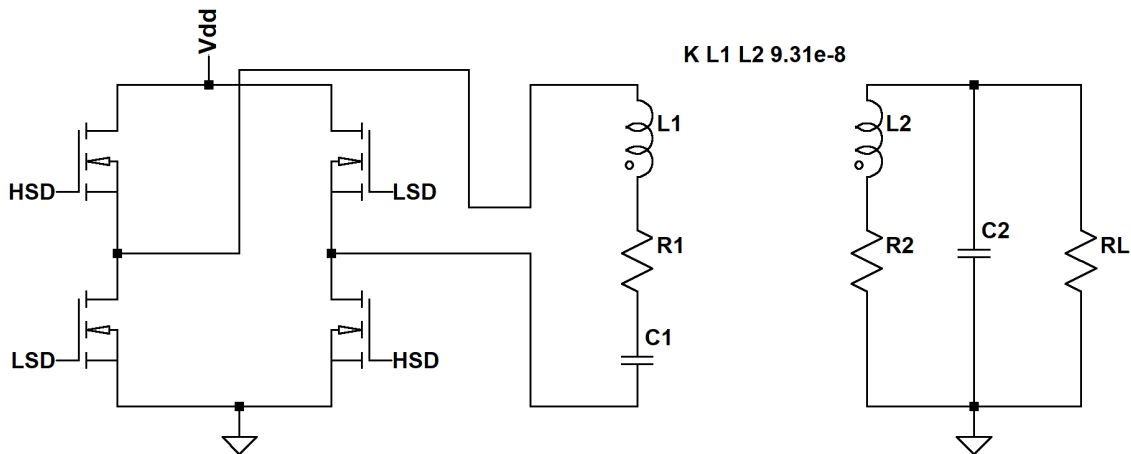 Vdd
K L1 L2 9.31e-8
L1
L2
HSD
LSD
R1
R2
C2
RL
C1
LSD
HSD